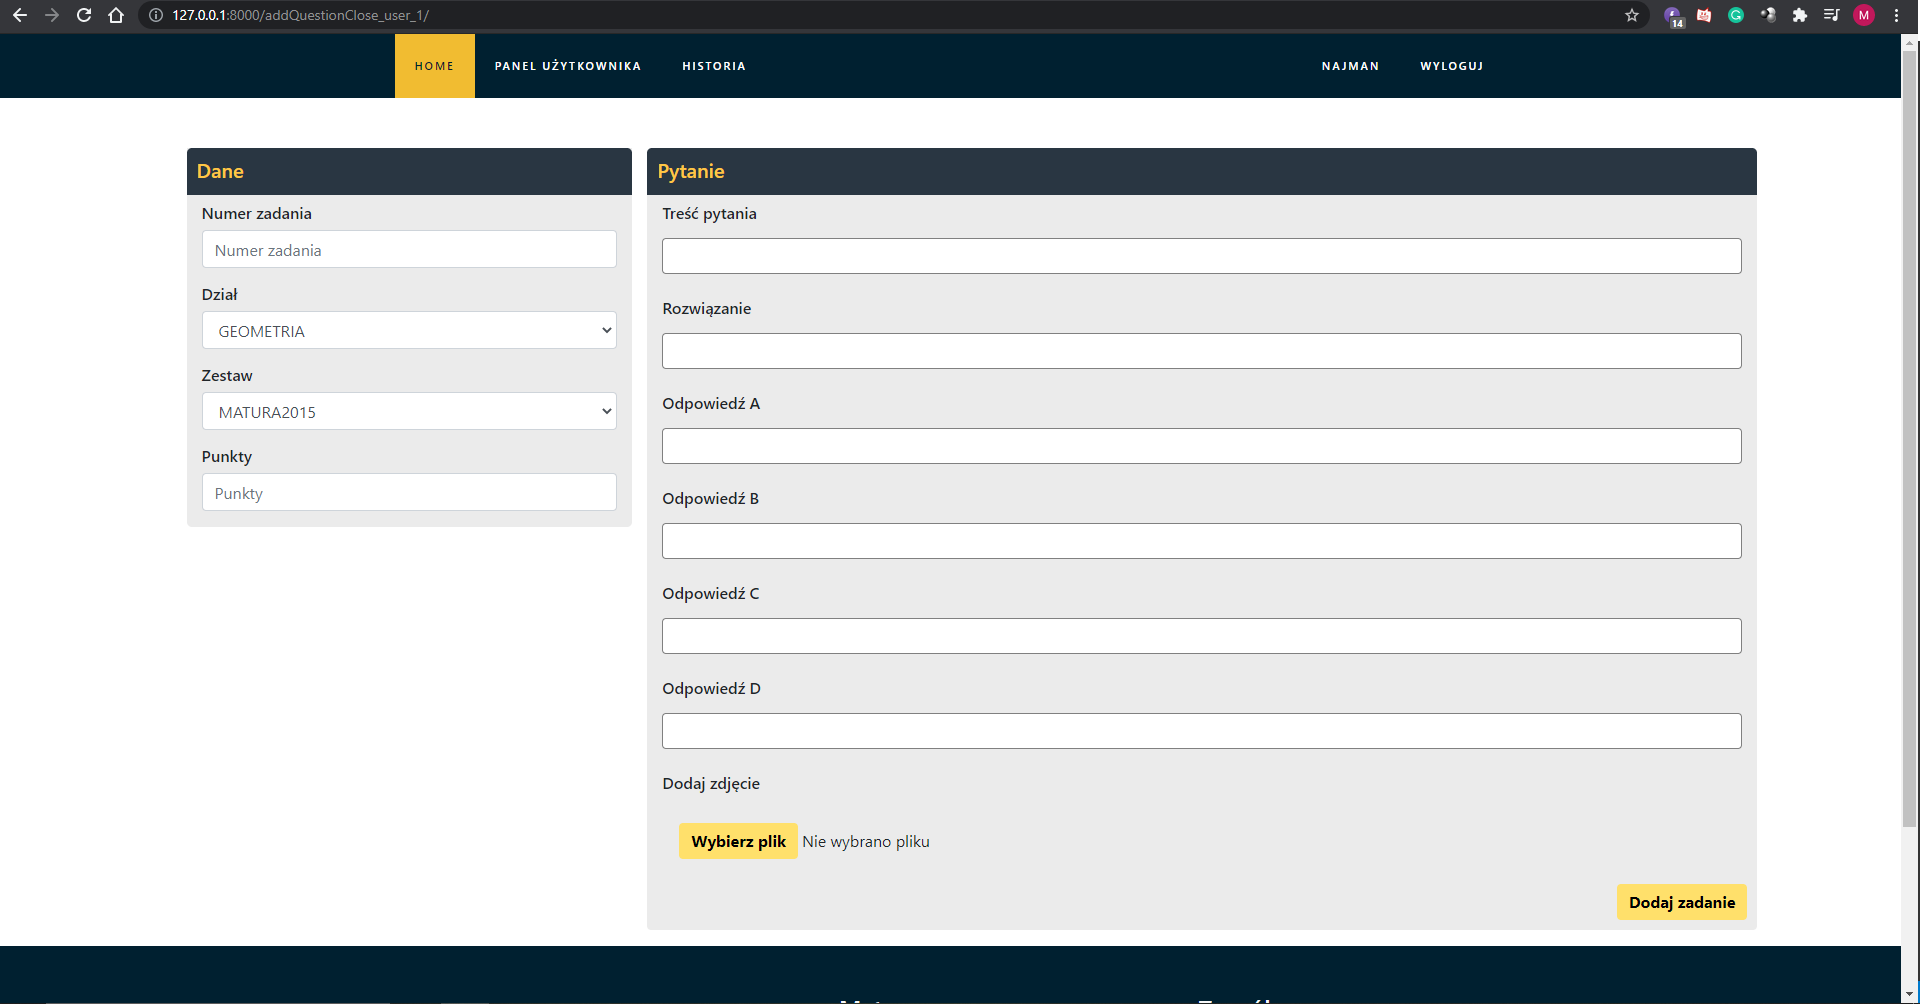 127.0.0.1:8000/addQuestionClose_user_1/
14
M
HOME PANEL UŻYTKOWNIKA HISTORIA NAJMAN WYLOGUJ
Dane
Numer zadania
Numer zadania
Dział
GEOMETRIA
Zestaw
MATURA2015
Punkty
Punkty
Pytanie
Treść pytania
Rozwiązanie
Odpowiedź A
Odpowiedź B
Odpowiedź C
Odpowiedź D
Dodaj zdjęcie
Wybierz plik Nie wybrano pliku
Dodaj zadanie